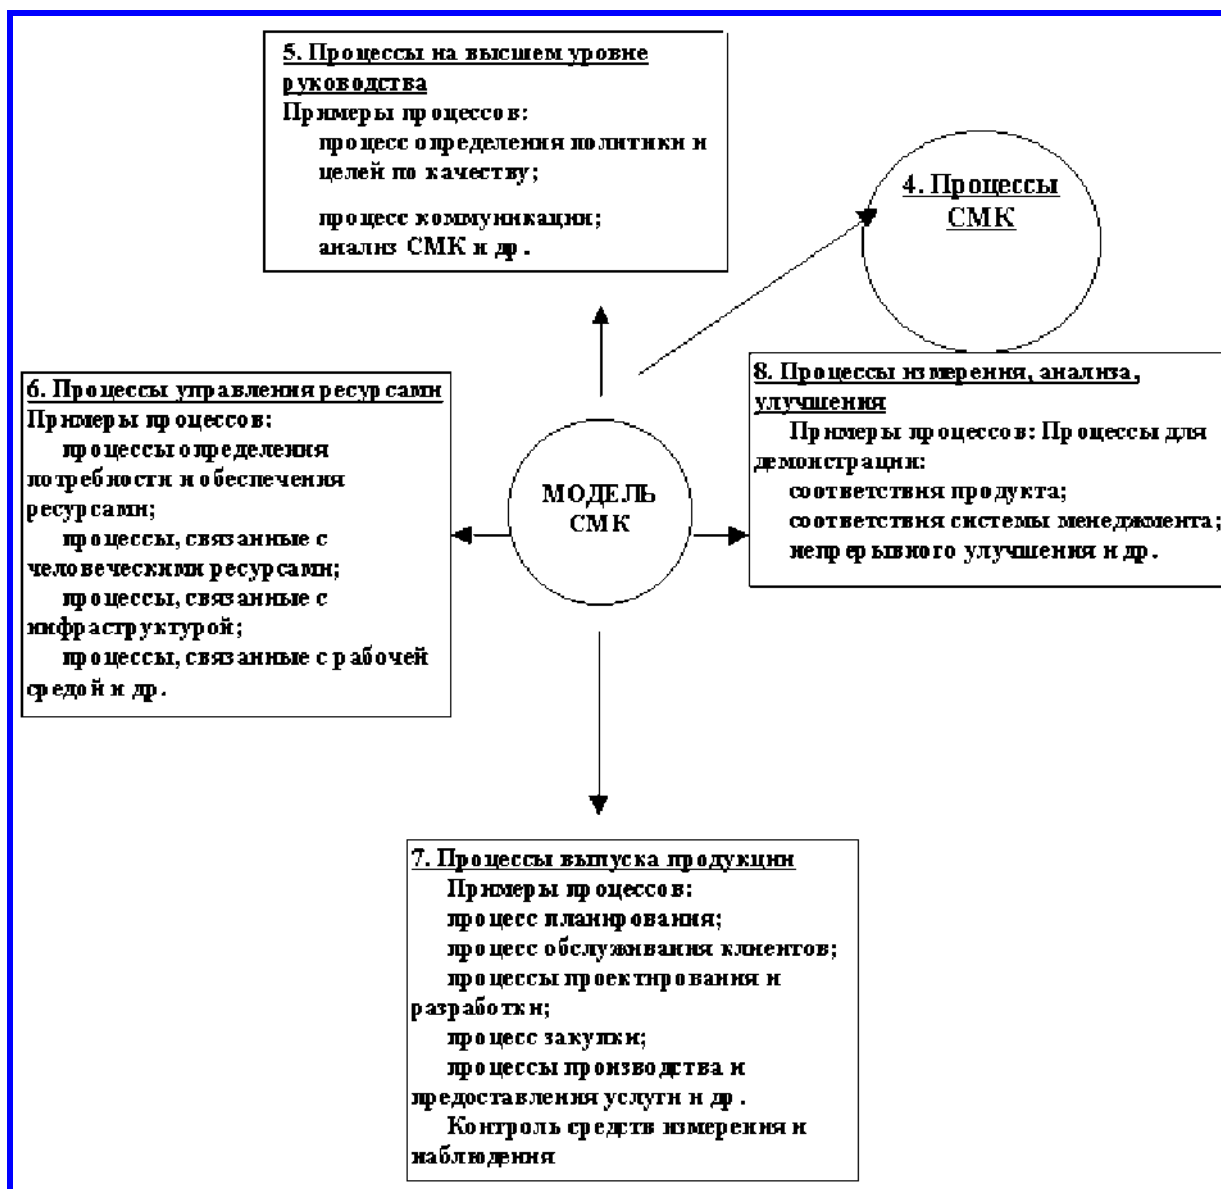 5. Процессы на высшем уровне
руководства
Примеры процессов:
процесс определения политики и
целей по качеству;
процесс коммуникации;
анализ СМК и др.
4. Процессы
СМК
6. Процессы управления ресурсами
Примеры процессов:
процессы определения
потребности и обеспечения
ресурсами;
процессы, связанные с
человеческими ресурсами;
процессы, связанные с
инфраструктурой;
процессы, связанные с рабочей
средой и др.
МОДЕЛЬ
СМК
8. Процессы измерения, анализа,
улучшения
Примеры процессов: Процессы для
демонстрации:
соответствия продукта;
соответствия системы менеджмента;
непрерывного улучшения и др.
7. Процессы выпуска продукции
Примеры процессов:
процесс планирования;
процесс обслуживания клиентов;
процессы проектирования и
разработки;
процесс закупки;
процессы производства и
предоставления услуги и др.
Контроль средств измерения и
наблюдения